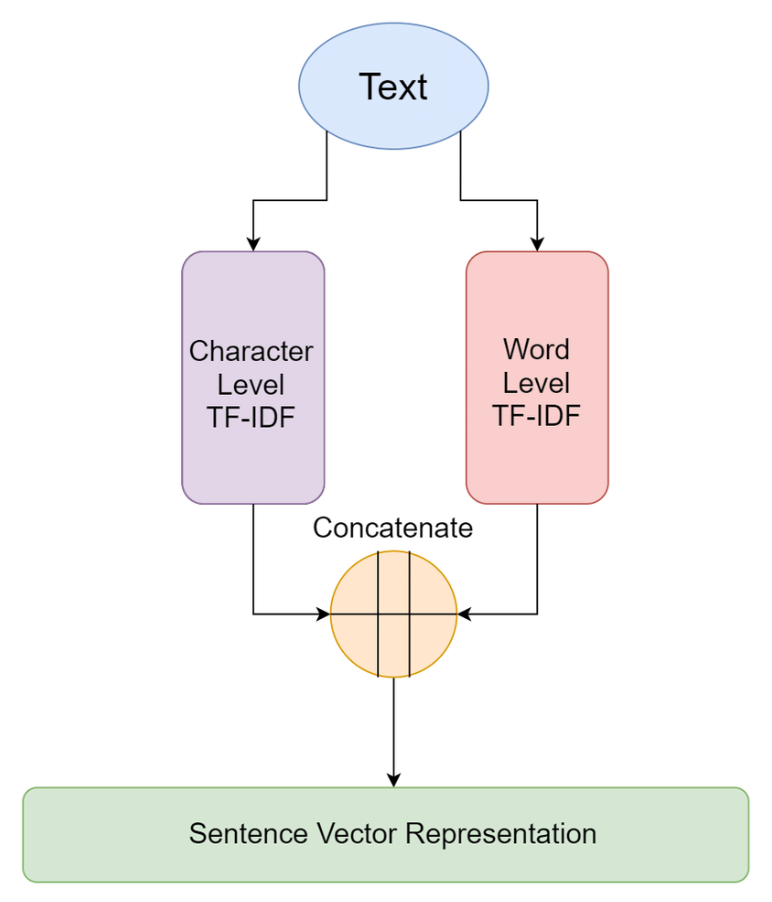 Text
Character
Level
TF-IDF
Word
Level
TF-IDF
Concatenate
Sentence Vector Representation